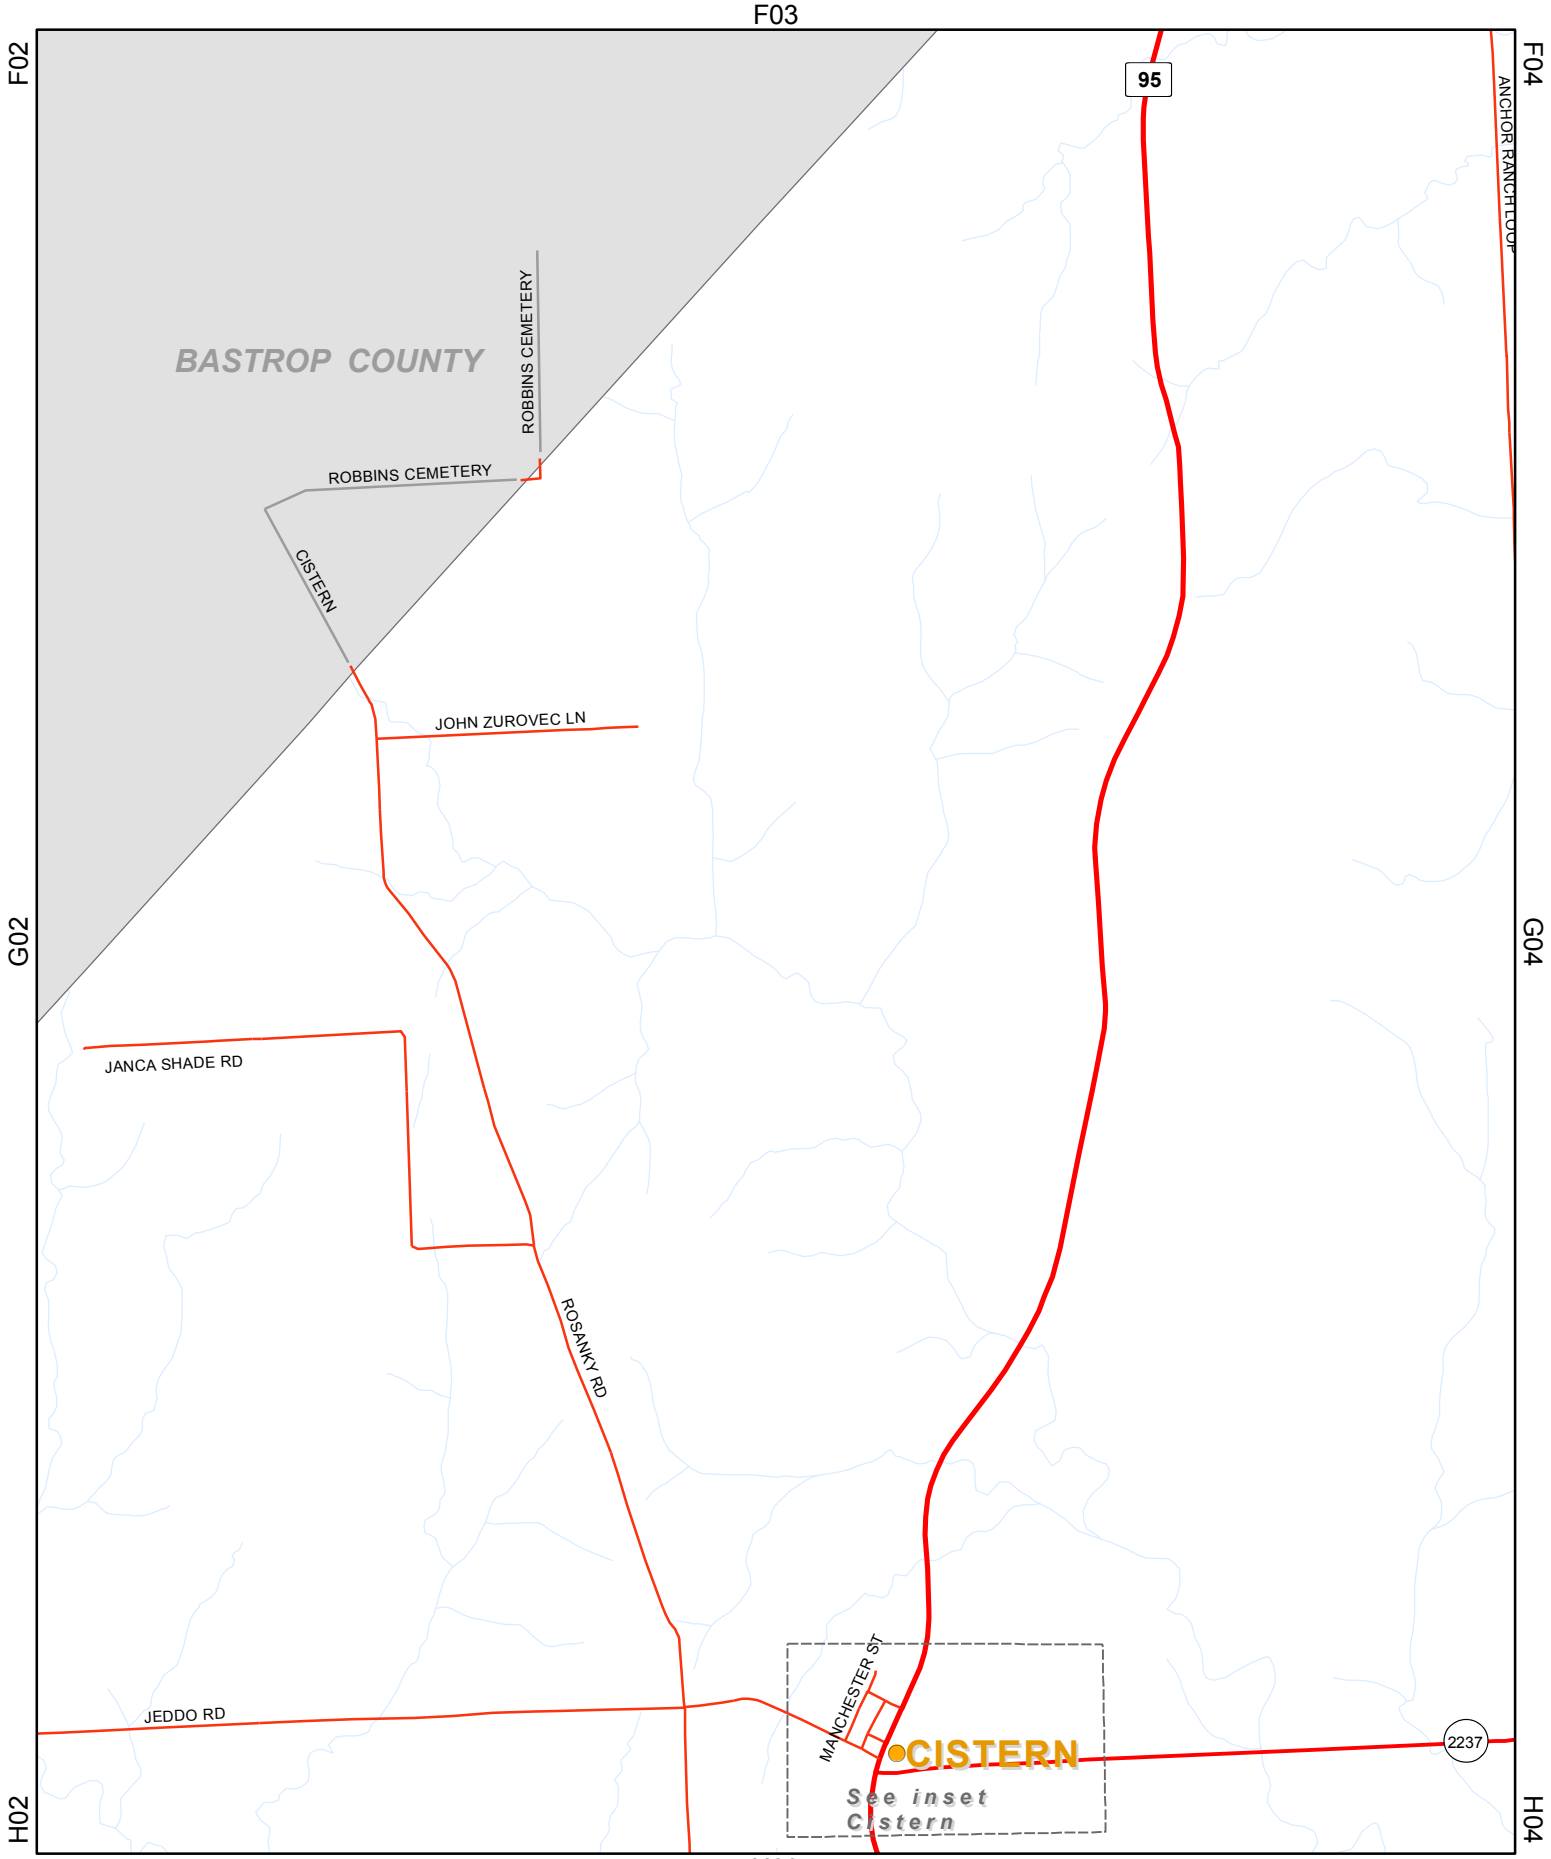 F03
F02
F04
95
ANCHOR RANCH LOOP
ROBBINS CEMETERY
BASTROP COUNTY
ROBBINS CEMETERY
CISTERN
JOHN ZUROVEC LN
G02
G04
JANCA SHADE RD
ROSANKY RD
MANCHESTER ST
JEDDO RD
2237
CISTERN
See inset
Cistern
H02
H04